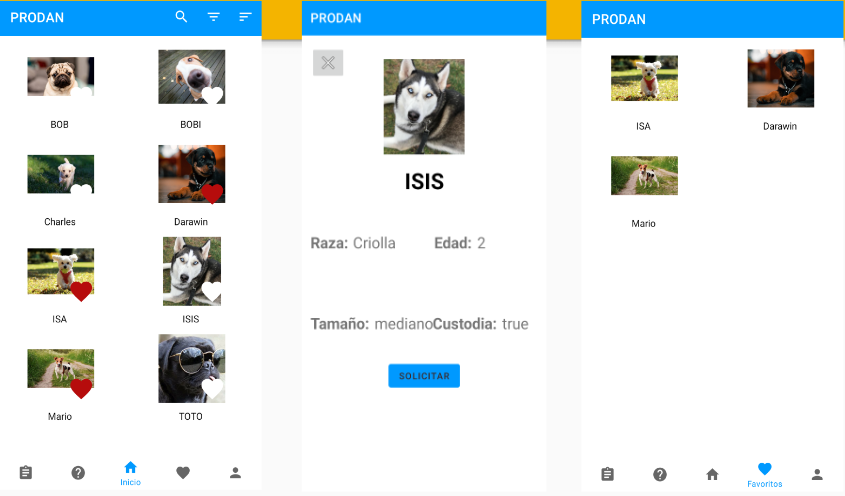 PRODAN
BOB
BOBI
Charles
Darawin
ISA
ISIS
Mario
TOTO
Inicio
PRODAN
ISIS
Raza: Criolla
Edad: 2
Tamaño: mediano
Custodia: true
SOLICITAR
PRODAN
ISA
Darawin
Mario
Favoritos